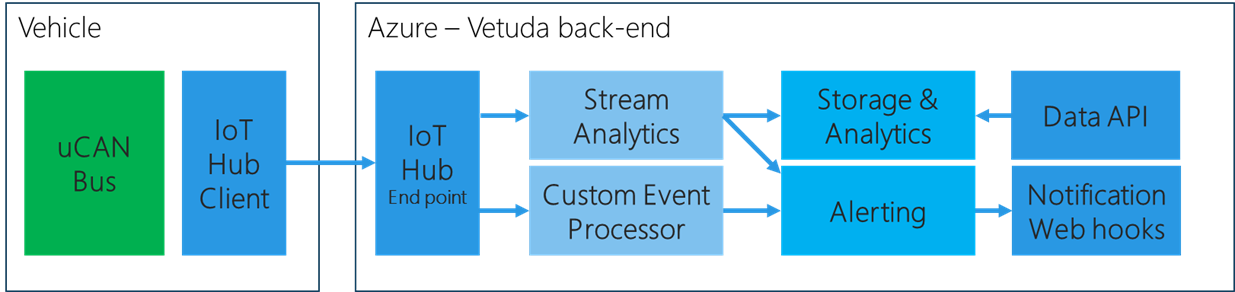 Vehicle
uCAN
Bus
IoT
Hub
Client
Azure – Vetuda back-end
IoT
Hub
End point
Stream
Analytics
Custom Event
Processor
Storage &
Analytics
Alerting
Data API
Notification
Web hooks